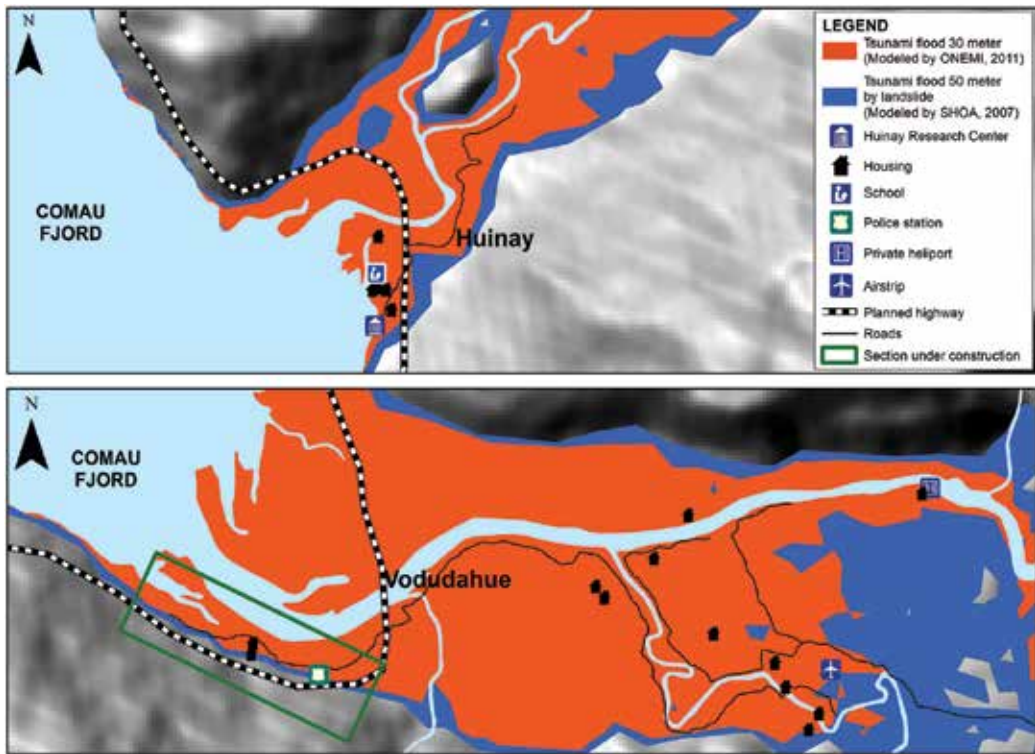 N
COMAU
FJORD
Huinay
LEGEND
Tsunami flood 30 meter
(Modeled by ONEMI, 2011)
Tsunami flood 50 meter
by landslide
(Modeled by SHOA, 2007)
Huinay Research Center
Housing
School
Police station
H
Private heliport
Airstrip
Planned highway
Roads
Section under construction
N
COMAU
FJORD
Vodudahue
H